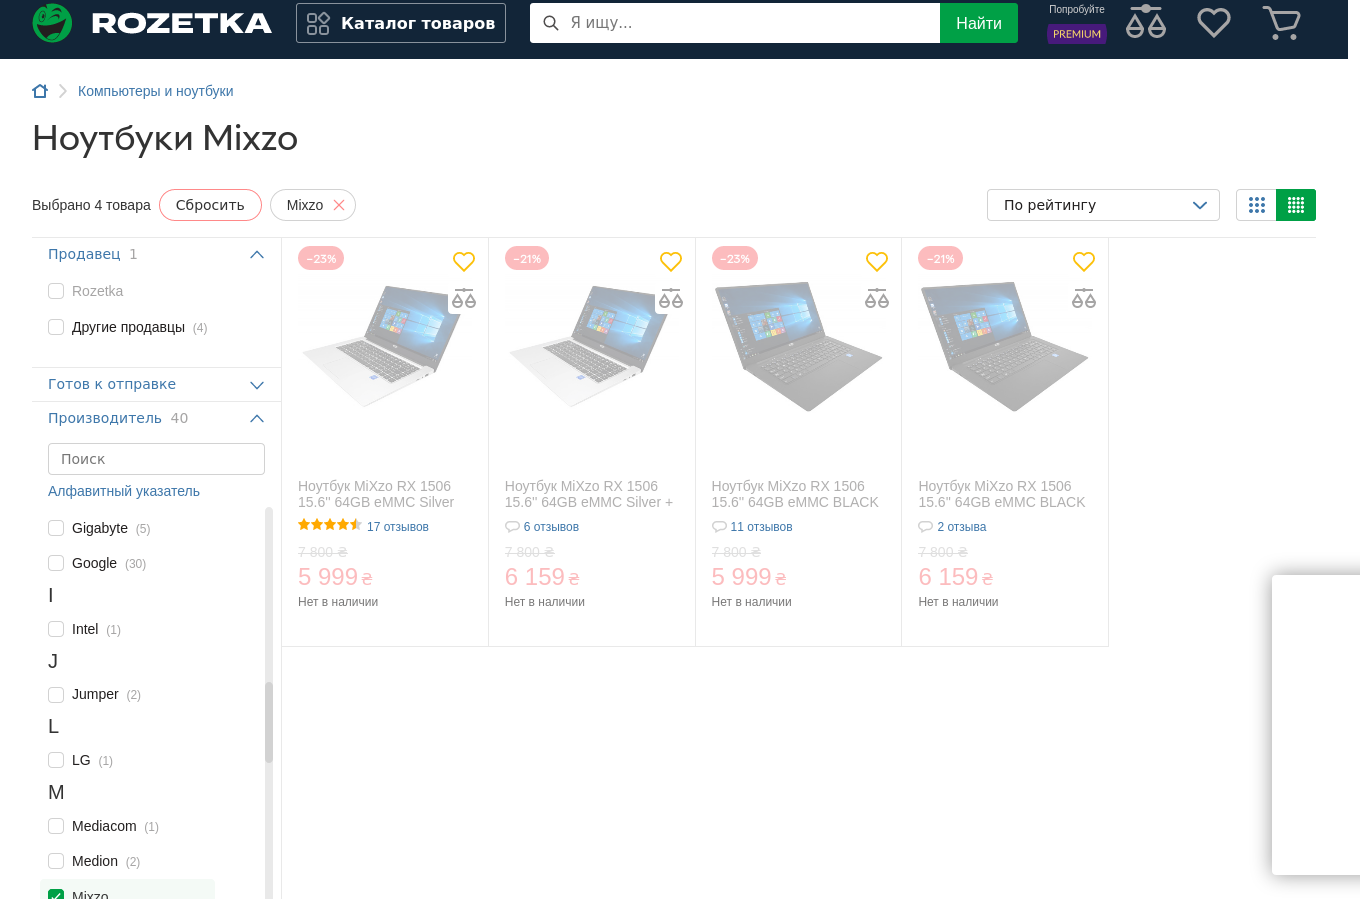 ROZETKA
Каталог товаров
Я ищу...
Найти
Попробуйте
PREMIUM
Компьютеры и ноутбуки
Ноутбуки Mixzo
Выбрано 4 товара
Сбросить
Mixzo
По рейтингу
Продавец 1
Rozetka
Другие продавцы (4)
Готов к отправке
Производитель 40
Поиск
Алфавитный указатель
Gigabyte (5)
Google (30)
I
Intel (1)
J
Jumper (2)
L
LG (1)
M
Mediacom (1)
Medion (2)
Mixzo
−23%
Ноутбук MiXzo RX 1506
15.6" 64GB eMMC Silver
17 отзывов
7 800 ₴
5 999 ₴
Нет в наличии
−21%
Ноутбук MiXzo RX 1506
15.6" 64GB eMMC Silver +
6 отзывов
7 800 ₴
6 159 ₴
Нет в наличии
−23%
Ноутбук MiXzo RX 1506
15.6" 64GB eMMC BLACK
11 отзывов
7 800 ₴
5 999 ₴
Нет в наличии
−21%
Ноутбук MiXzo RX 1506
15.6" 64GB eMMC BLACK
2 отзыва
7 800 ₴
6 159 ₴
Нет в наличии